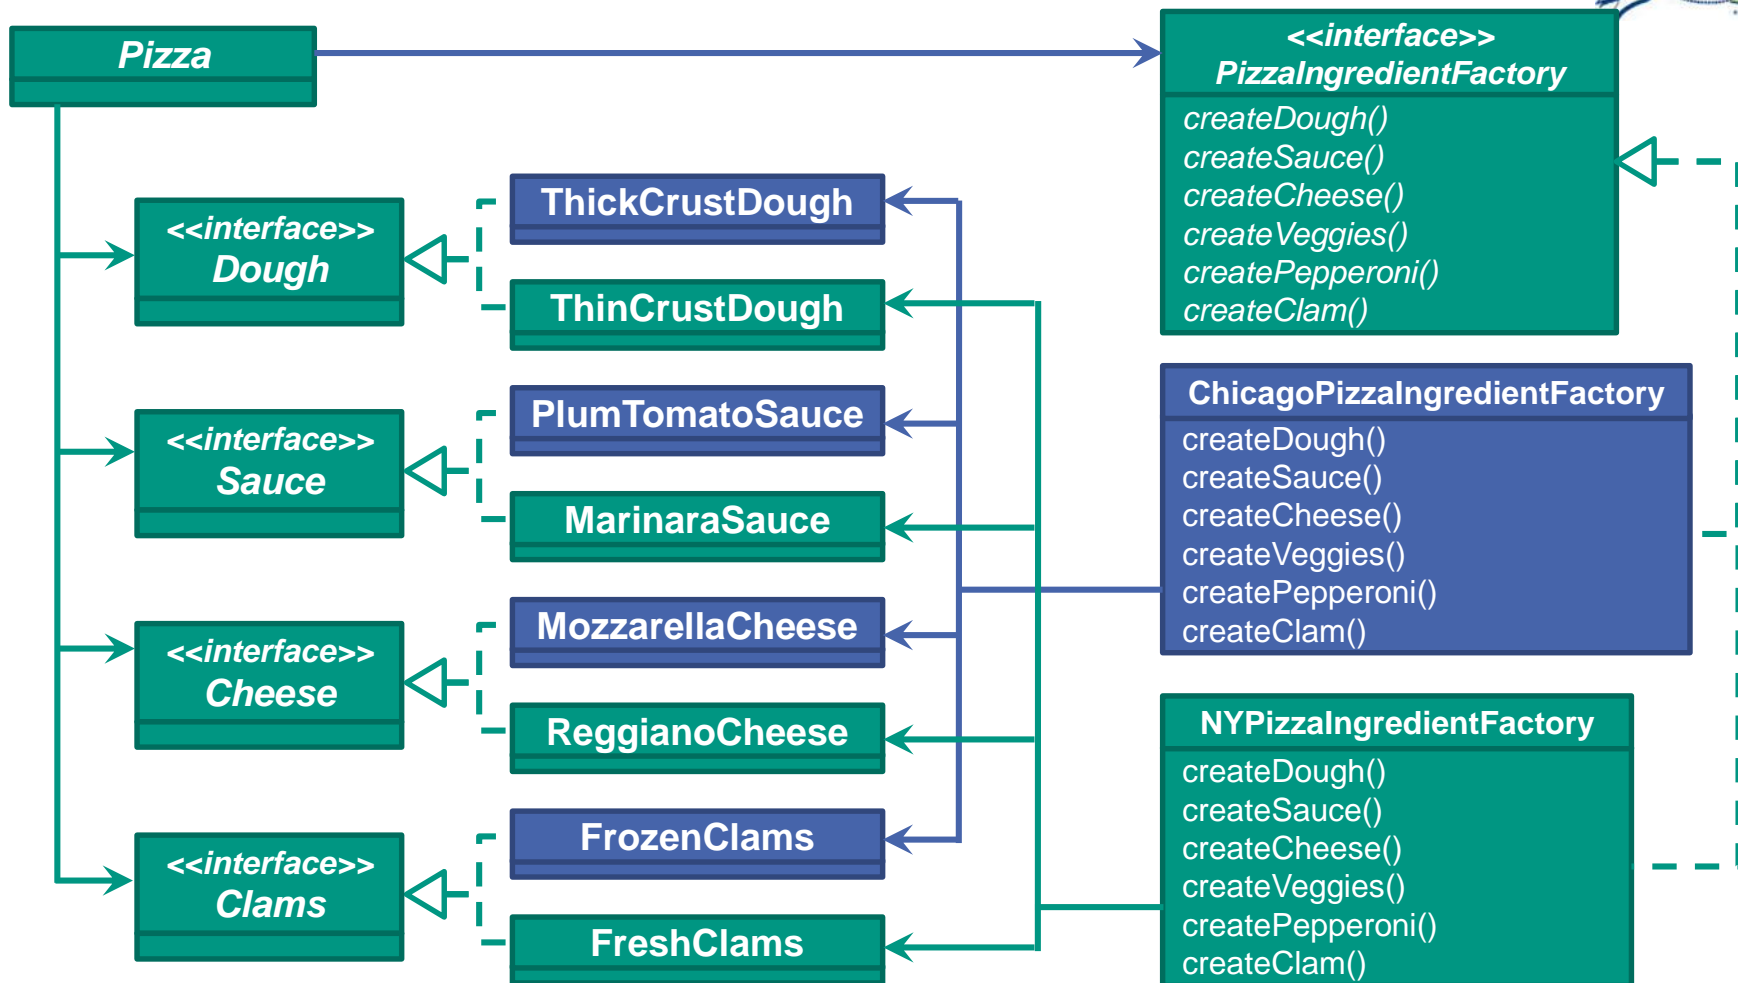 Pizza
<<interface>>
PizzaIngredientFactory
createDough()
createSauce()
createCheese()
createVeggies()
createPepperoni()
createClam()
<<interface>>
Dough
ThickCrustDough
ThinCrustDough
<<interface>>
Sauce
PlumTomatoSauce
MarinaraSauce
<<interface>>
Cheese
MozzarellaCheese
ReggianoCheese
<<interface>>
Clams
FrozenClams
FreshClams
ChicagoPizzaIngredientFactory
createDough()
createSauce()
createCheese()
createVeggies()
createPepperoni()
createClam()
NYPizzaIngredientFactory
createDough()
createSauce()
createCheese()
createVeggies()
createPepperoni()
createClam()